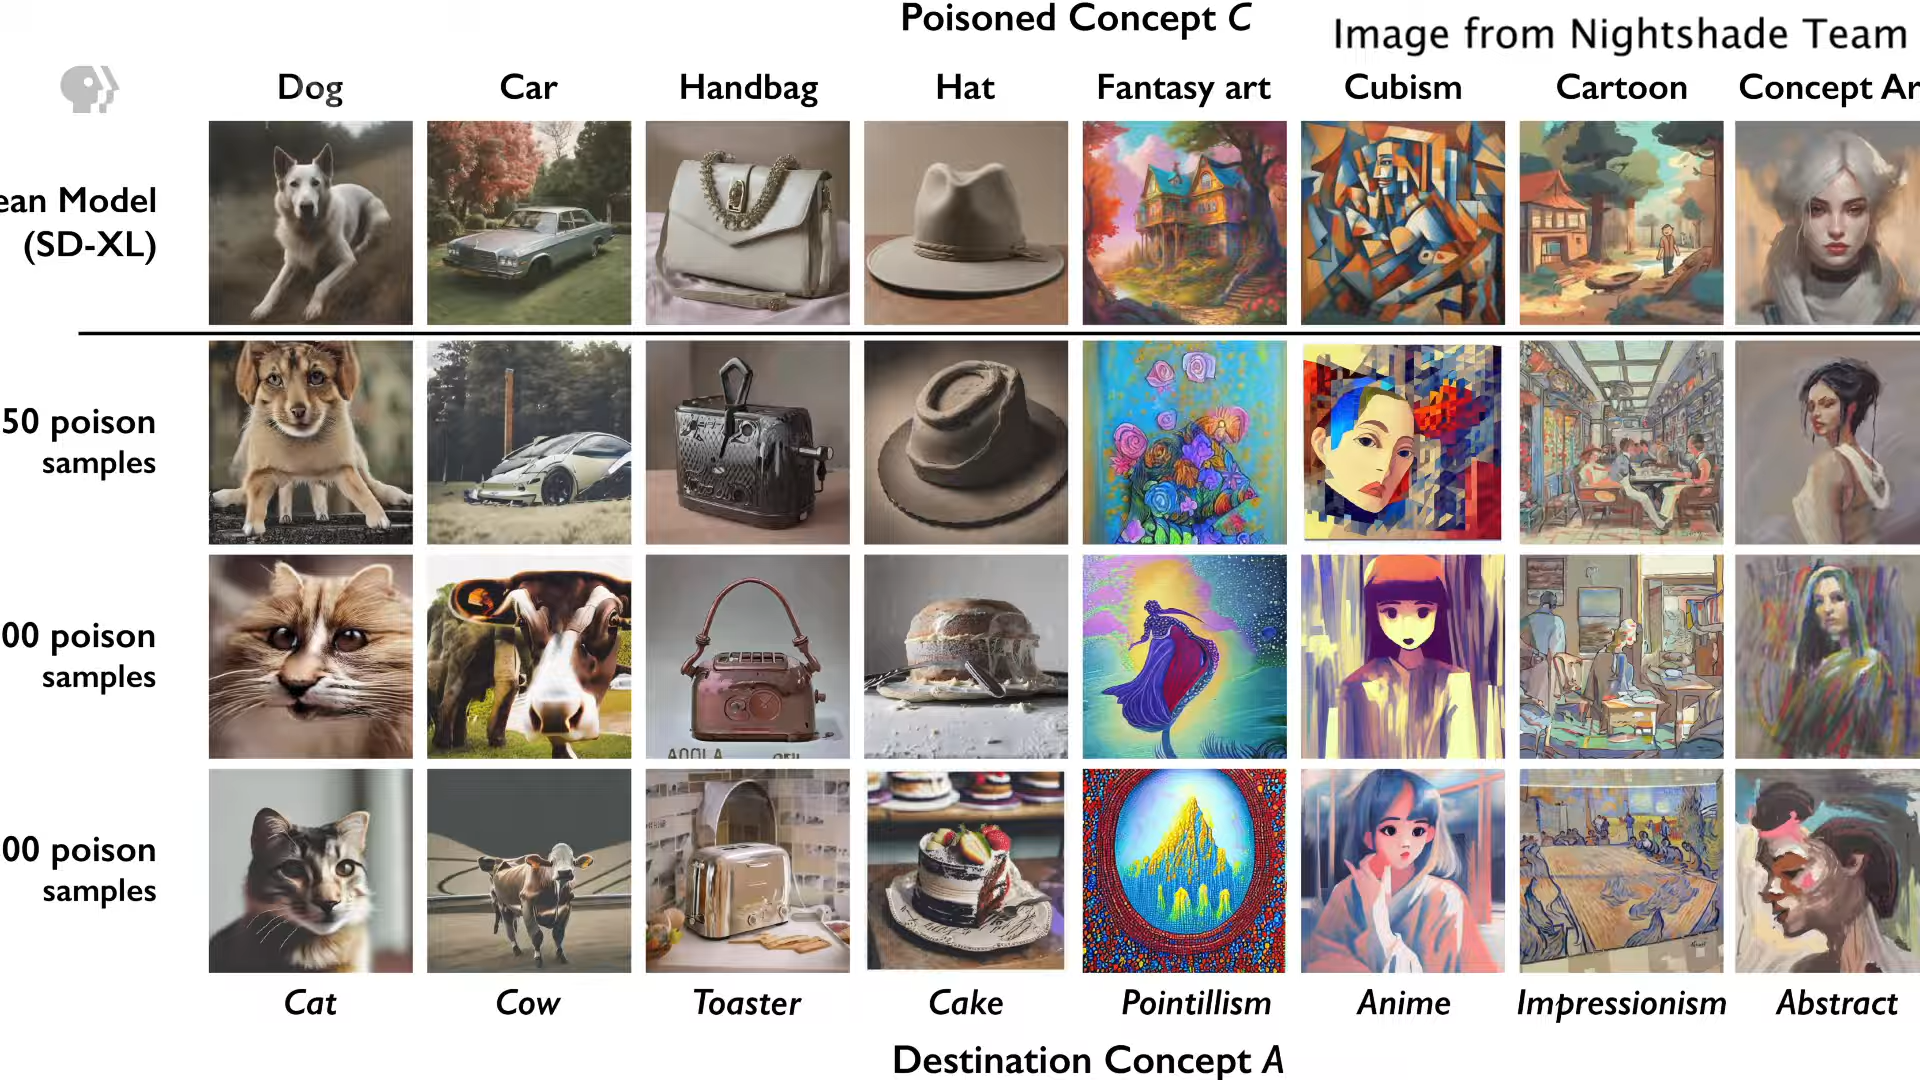 Poisoned Concept C
Image from Nightshade Team
Dog Car Handbag Hat Fantasy art Cubism Cartoon Concept Ar
ean Model
(SD-XL)
50 poison
samples
00 poison
samples
00 poison
samples
Cat Cow Toaster Cake Pointillism Anime Impressionism Abstract
Destination Concept A